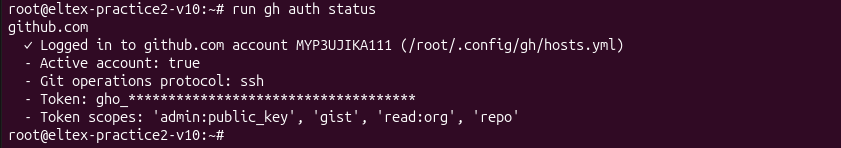 root@eltex-practice2-v10:~# run gh auth status
github.com
✓ Logged in to github.com account MYP3UJIKA111 (/root/.config/gh/hosts.yml)
- Active account: true
- Git operations protocol: ssh
- Token: gho_************************************
- Token scopes: 'admin:public_key', 'gist', 'read:org', 'repo'
root@eltex-practice2-v10:~#